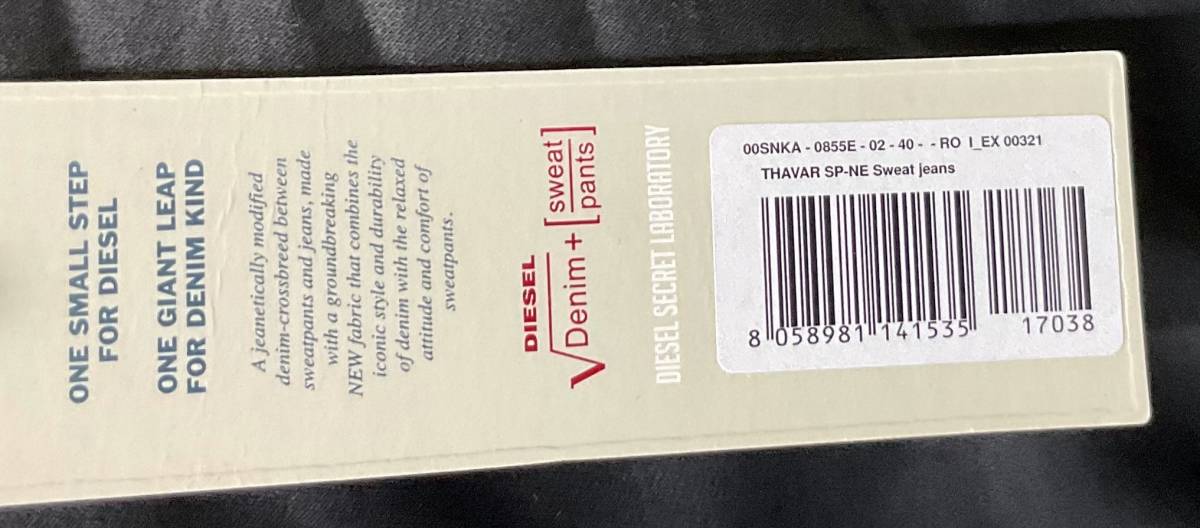 ONE SMALL STEP
FOR DIESEL
ONE GIANT LEAP
FOR DENIM KIND
A jeanetically modified
denim-crossbreed between
sweatpants and jeans, made
with a groundbreaking
NEW fabric that combines the
iconic style and durability
of denim with the relaxed
attitude and comfort of
sweatpants.
DIESEL
√Denim + [sweat
pants]
DIESEL SECRET LABORATORY
00SNKA - 0855E - 02 - 40 - - RO I_EX 00321
THAVAR SP-NE Sweat jeans
8 058981 141535 17038